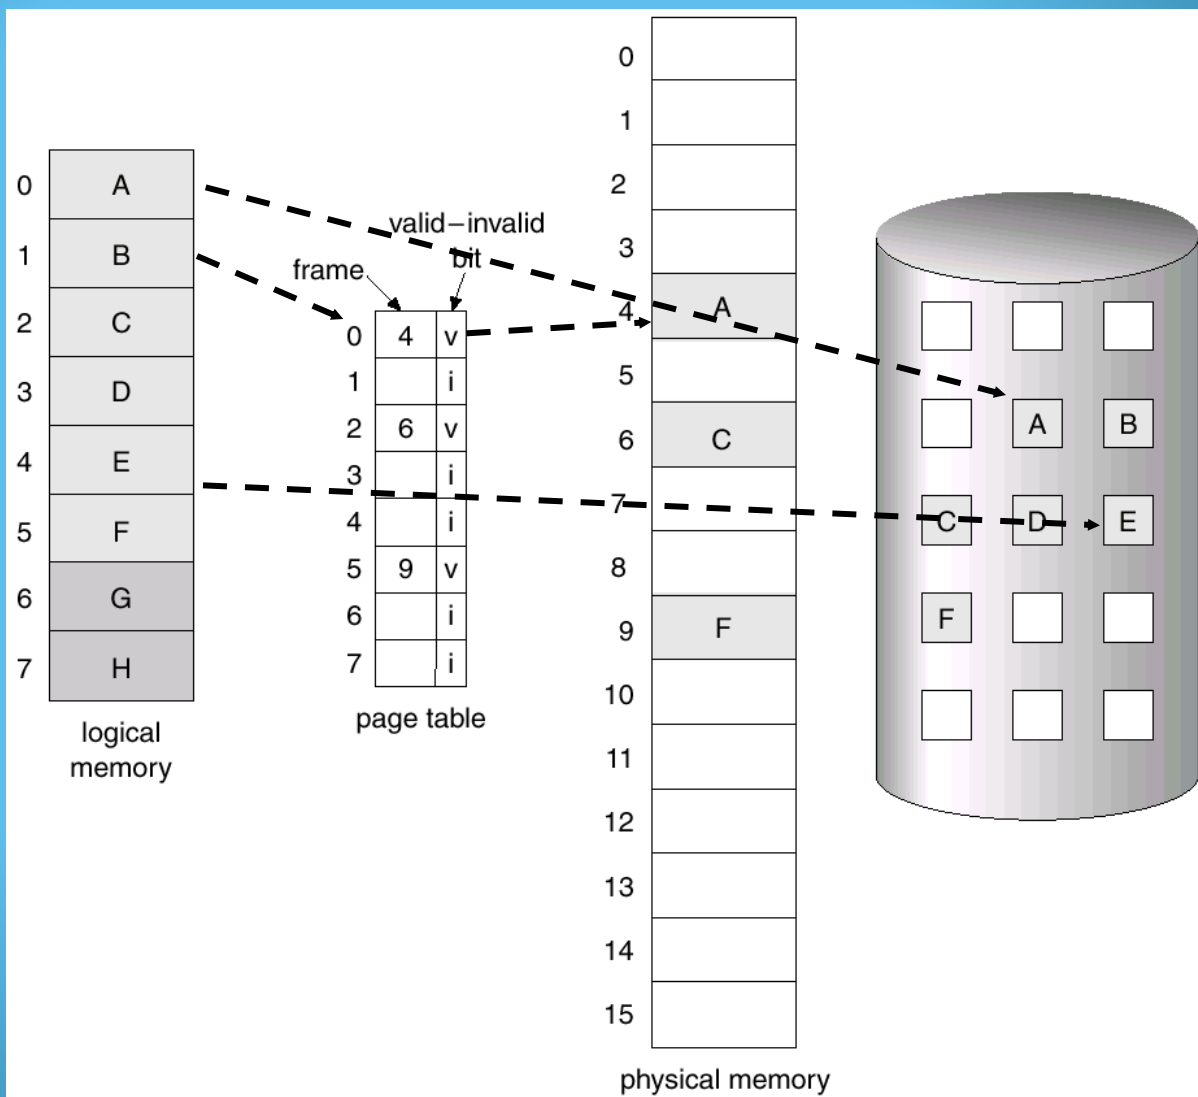 0 A
1 B
2 C
3 D
4 E
5 F
6 G
7 H
logical
memory
valid–invalid
bit
frame
0 4 v
1 i
2 6 v
3 i
4 i
5 9 v
6 i
7 i
page table
0
1
2
3
4 A
5
6 C
7
8
9 F
10
11
12
13
14
15
physical memory
A B
C D E
F